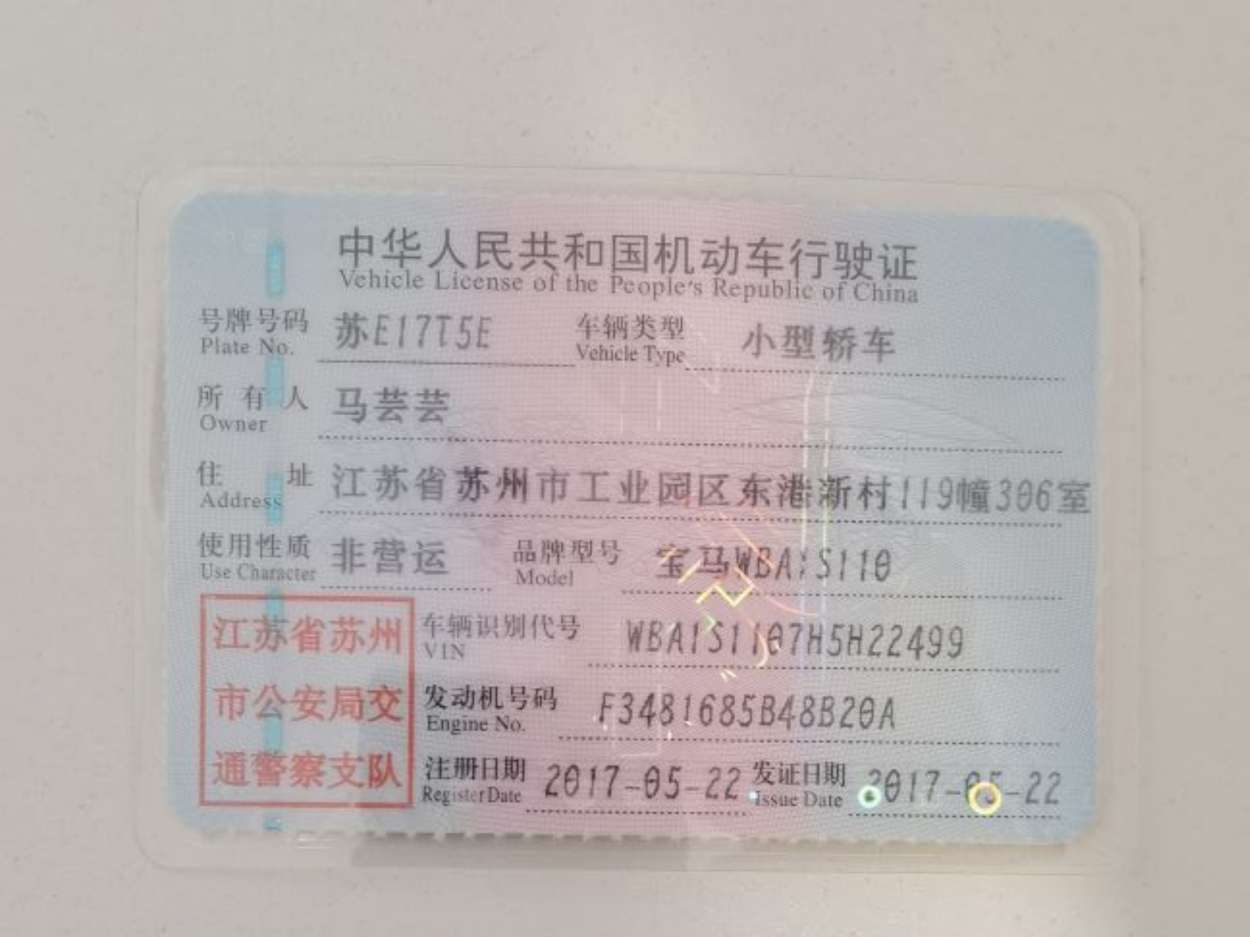 中华人民共和国机动车行驶证
Vehicle License of the People's Republic of China
号牌号码 苏E17T5E 车辆类型 小型轿车
Plate No. Vehicle Type
所有人 马芸芸
Owner
住址 江苏省苏州市工业园区东港新村119幢306室
Address
使用性质 非营运 品牌型号 宝马WBA1S110
Use Character Model
江苏省苏州 车辆识别代号 WBA1S1107H5H22499
VIN
市公安局交 发动机号码 F3481685B48B20A
Engine No.
通警察支队 注册日期 2017-05-22 发证日期 2017-05-22
Register Date Issue Date